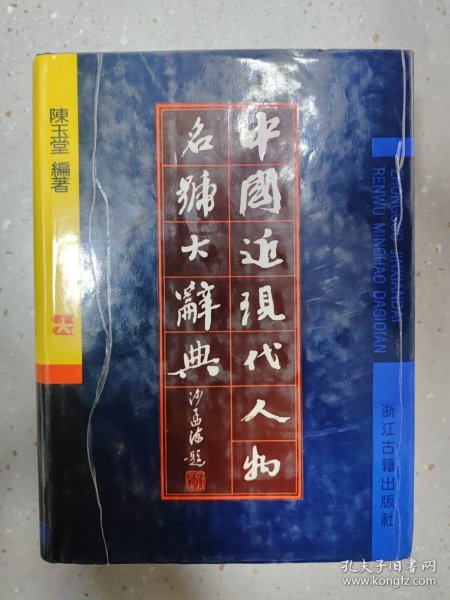 中國近現代人物
名號大辭典
沙孟海題
陳玉堂 編著
ZHONGGUO JINXIANDAI
RENWU MINGHAO DACIDIAN
浙江古籍出版社
孔夫子旧书网
www.kongfz.com